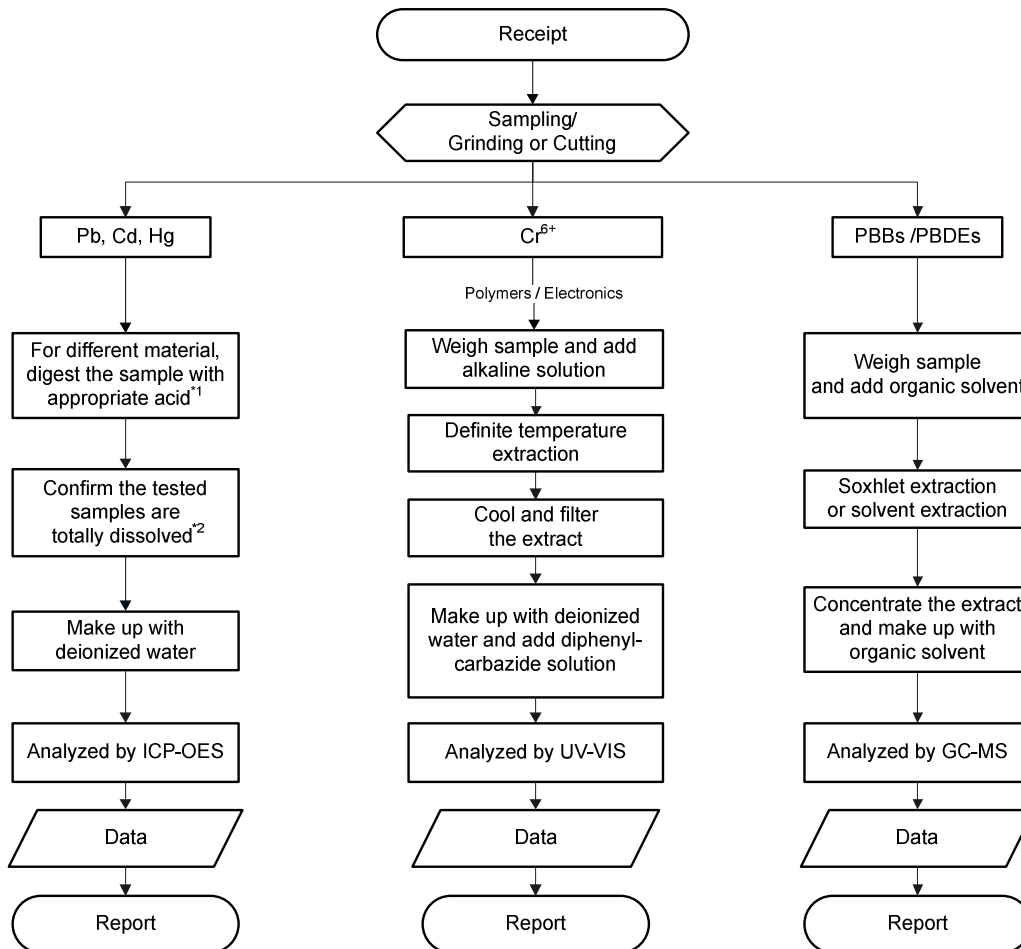 Receipt
Sampling/
Grinding or Cutting
Pb, Cd, Hg
For different material,
digest the sample with
appropriate acid*1
Confirm the tested
samples are
totally dissolved*2
Make up with
deionized water
Analyzed by ICP-OES
Data
Report
Cr6+
Polymers / Electronics
Weigh sample and add
alkaline solution
Definite temperature
extraction
Cool and filter
the extract
Make up with deionized
water and add diphenyl-
carbazide solution
Analyzed by UV-VIS
Data
Report
PBBs /PBDEs
Weigh sample
and add organic solvent
Soxhlet extraction
or solvent extraction
Concentrate the extract
and make up with
organic solvent
Analyzed by GC-MS
Data
Report